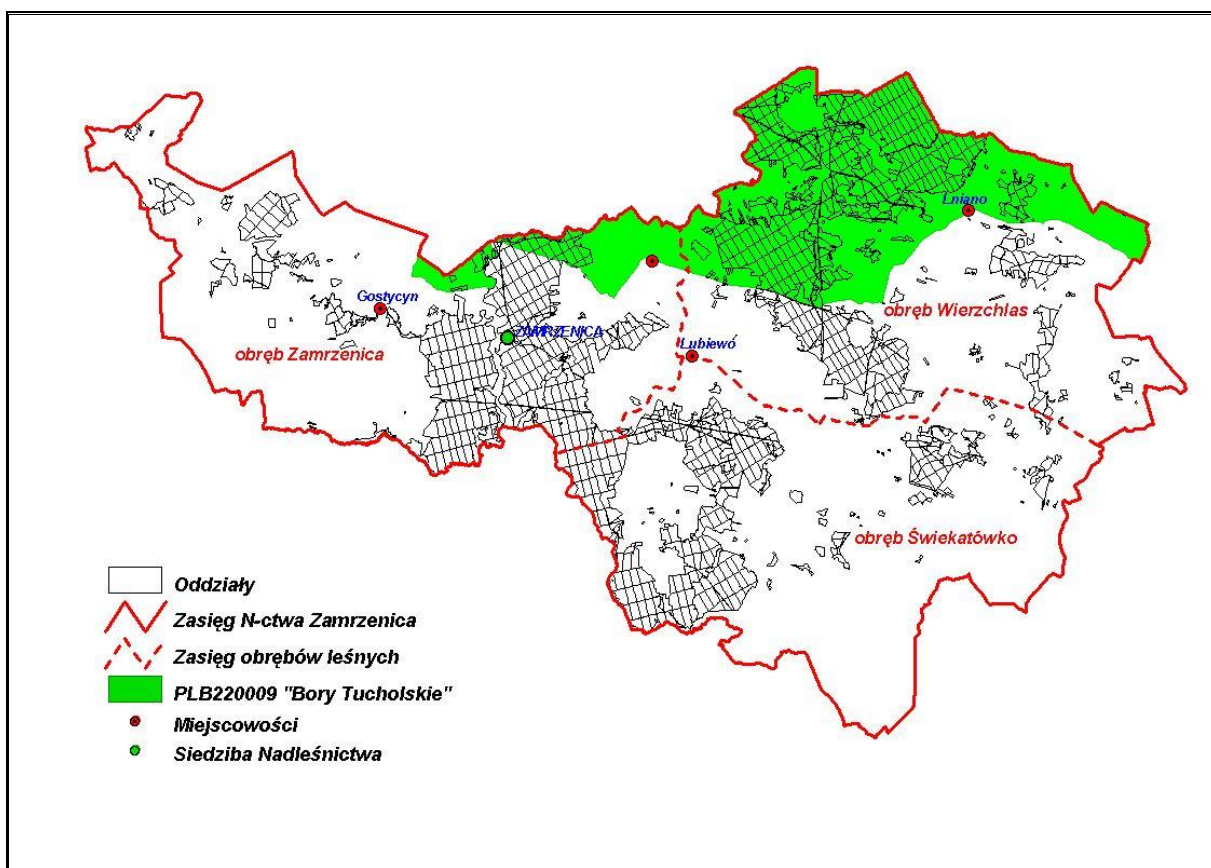 Lniano
Gostycyn
obręb Wierzchlas
ZAMRZENICA
obręb Zamrzenica
Lubiewo
obręb Świekatówko
Oddziały
Zasięg N-ctwa Zamrzenica
Zasięg obrębów leśnych
PLB220009 "Bory Tucholskie"
Miejscowości
Siedziba Nadleśnictwa